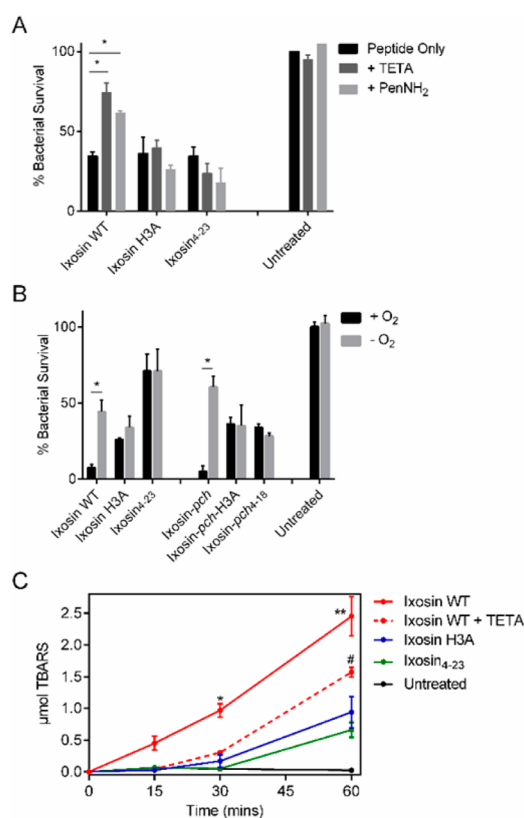 A
% Bacterial Survival
100
50
0
* 
*
Peptide Only
+ TETA
+ PenNH2
Ixosin WT
Ixosin H3A
Ixosin4-23
Untreated
B
% Bacterial Survival
100
50
0
*
*
+ O2
- O2
Ixosin WT
Ixosin H3A
Ixosin4-23
Ixosin-pch
Ixosin-pch-H3A
Ixosin-pch4-18
Untreated
C
µmol TBARS
2.5
2.0
1.5
1.0
0.5
0.0
*
**
#
Ixosin WT
Ixosin WT + TETA
Ixosin H3A
Ixosin4-23
Untreated
0 15 30 45 60
Time (mins)